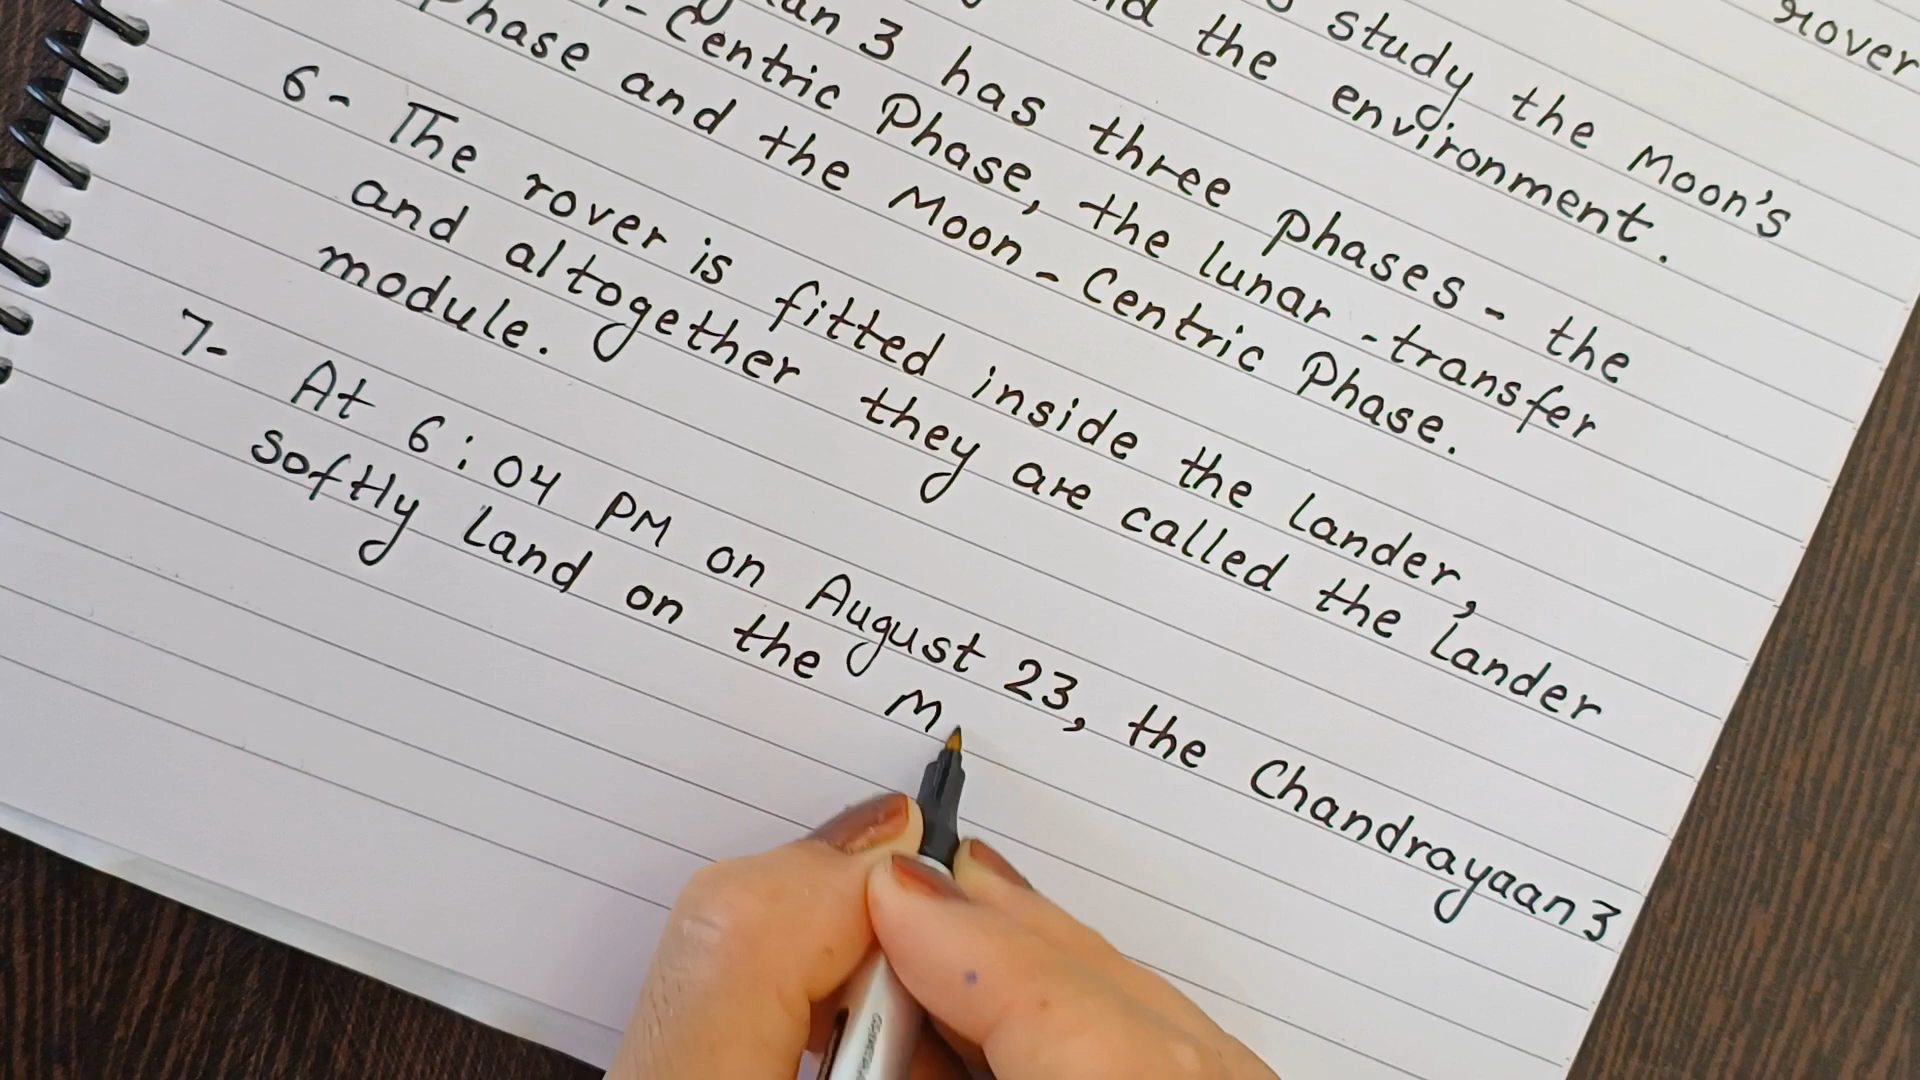 rover
study the Moon's
the environment.
3 has three Phases - the
- Centric Phase, the lunar - transfer
Phase and the Moon - Centric Phase.
6- The rover is fitted inside the Lander,
and altogether they are called the Lander
module.
7- At 6:04 PM on August 23, the Chandrayaan 3
softly Land on the M